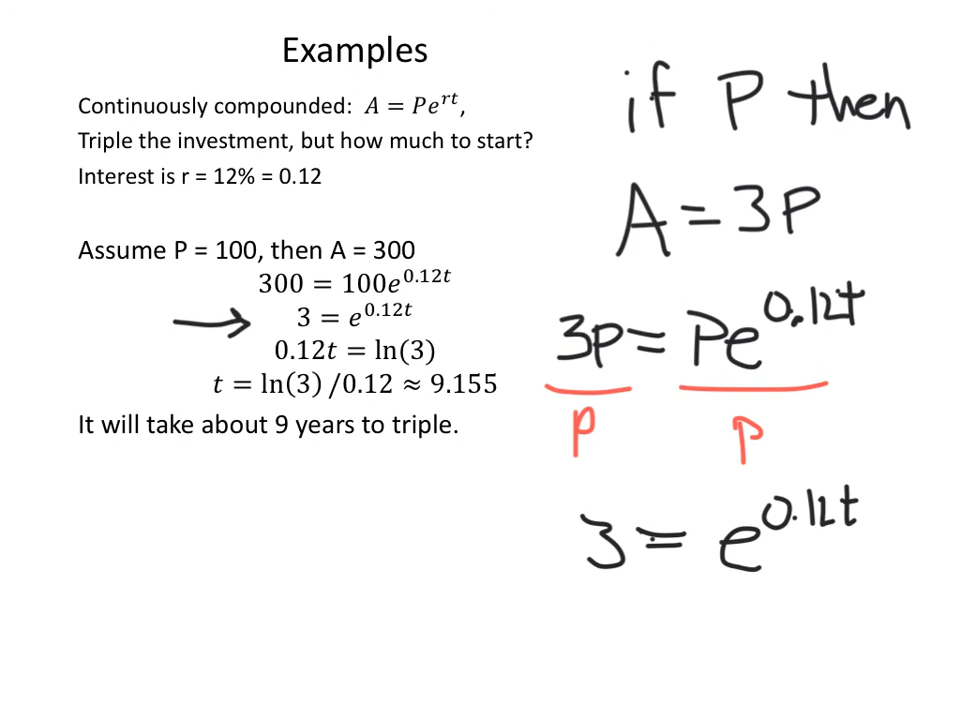 Examples
Continuously compounded: A = Pe^{rt},
Triple the investment, but how much to start?
Interest is r = 12% = 0.12
Assume P = 100, then A = 300
300 = 100e^{0.12t}
3 = e^{0.12t}
0.12t = ln(3)
t = ln(3) /0.12 ≈ 9.155
It will take about 9 years to triple.
if P then
A = 3P
3P = Pe^{0.12t}
P P
3 = e^{0.12t}